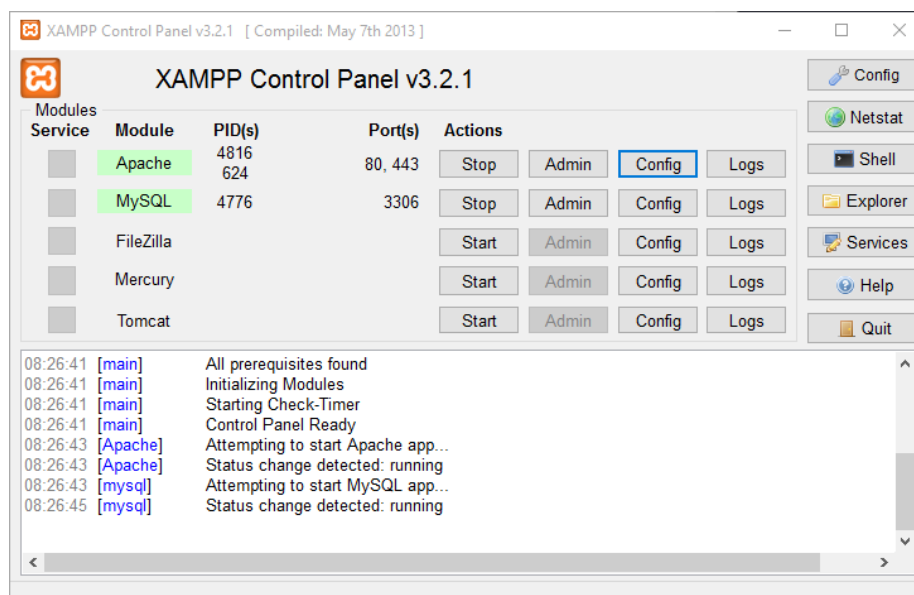 XAMPP Control Panel v3.2.1 [ Compiled: May 7th 2013 ]
XAMPP Control Panel v3.2.1
Config
Modules
Netstat
Service Module PID(s) Port(s) Actions
Apache 4816 624 80, 443 Stop Admin Config Logs
Shell
MySQL 4776 3306 Stop Admin Config Logs
Explorer
FileZilla Start Admin Config Logs
Services
Mercury Start Admin Config Logs
Help
Tomcat Start Admin Config Logs
Quit
08:26:41 [main] All prerequisites found
08:26:41 [main] Initializing Modules
08:26:41 [main] Starting Check-Timer
08:26:41 [main] Control Panel Ready
08:26:43 [Apache] Attempting to start Apache app...
08:26:43 [Apache] Status change detected: running
08:26:43 [mysql] Attempting to start MySQL app...
08:26:45 [mysql] Status change detected: running